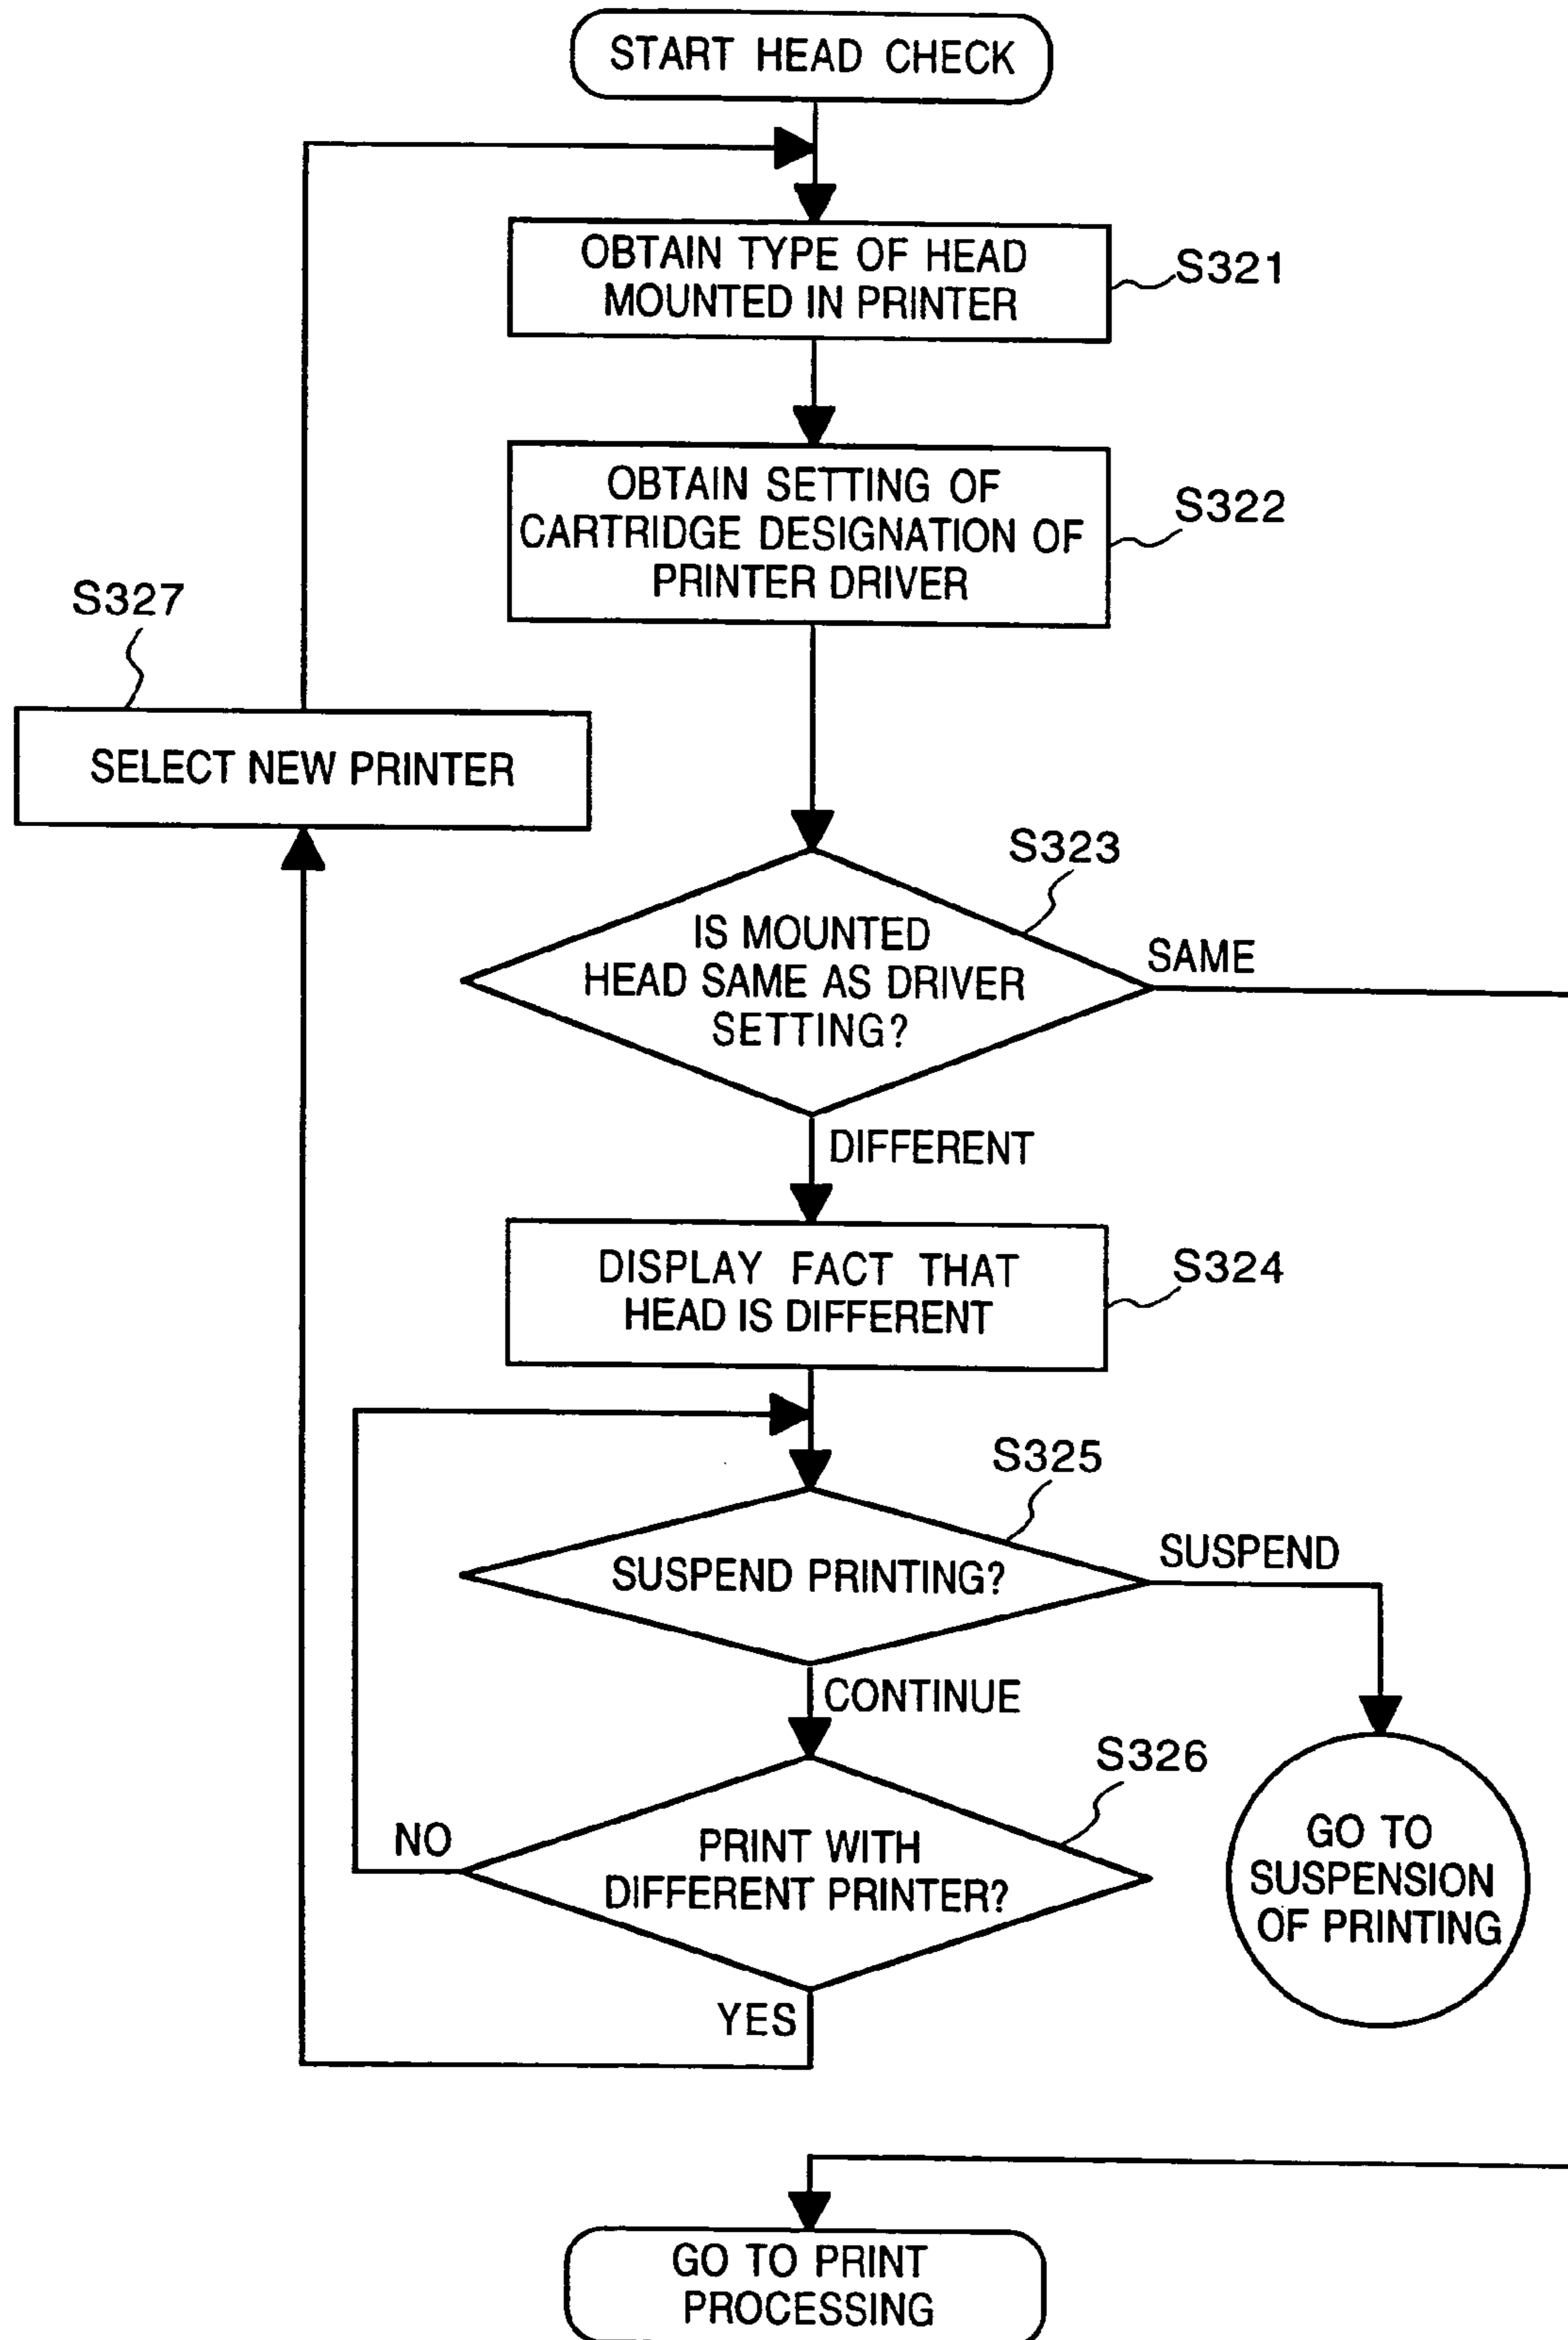 START HEAD CHECK
OBTAIN TYPE OF HEAD
MOUNTED IN PRINTER
S321
OBTAIN SETTING OF
CARTRIDGE DESIGNATION OF
PRINTER DRIVER
S322
S327
SELECT NEW PRINTER
S323
IS MOUNTED
HEAD SAME AS DRIVER
SETTING?
SAME
DIFFERENT
DISPLAY FACT THAT
HEAD IS DIFFERENT
S324
S325
SUSPEND PRINTING?
SUSPEND
CONTINUE
S326
NO
PRINT WITH
DIFFERENT PRINTER?
GO TO
SUSPENSION
OF PRINTING
YES
GO TO PRINT
PROCESSING